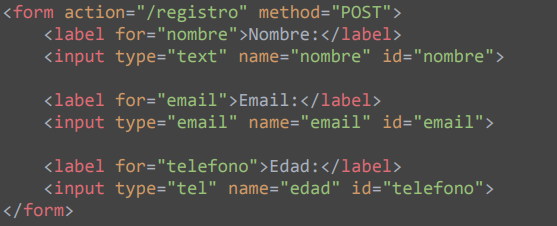 <form action="/registro" method="POST">
    <label for="nombre">Nombre:</label>
    <input type="text" name="nombre" id="nombre">

    <label for="email">Email:</label>
    <input type="email" name="email" id="email">

    <label for="telefono">Edad:</label>
    <input type="tel" name="edad" id="telefono">
</form>